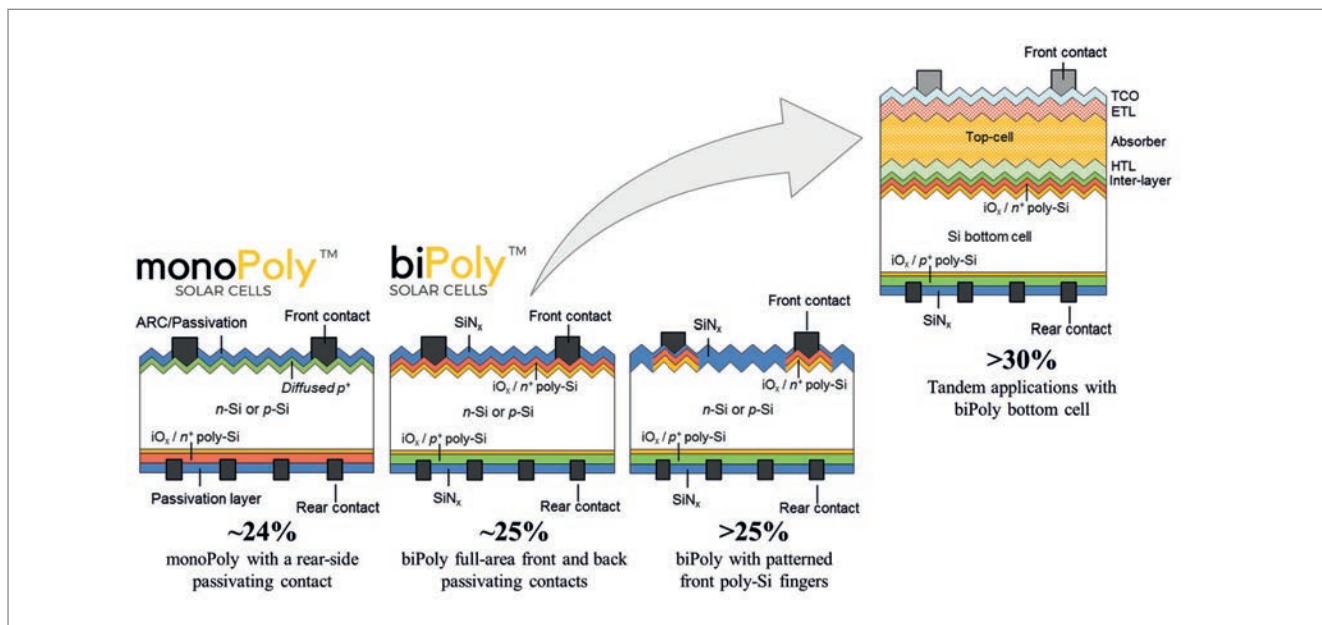 Front contact
TCO
ETL
Top-cell
Absorber
HTL
Inter-layer
iOx / n+ poly-Si
Si bottom cell
iOx / p+ poly-Si
SiNx
Rear contact
>30%
Tandem applications with
biPoly bottom cell
monoPoly™
SOLAR CELLS
ARC/Passivation
Front contact
Diffused p+
n-Si or p-Si
iOx / n+ poly-Si
Passivation layer
Rear contact
~24%
monoPoly with a rear-side
passivating contact
biPoly™
SOLAR CELLS
SiNx
Front contact
iOx / n+ poly-Si
n-Si or p-Si
iOx / p+ poly-Si
SiNx
Rear contact
~25%
biPoly full-area front and back
passivating contacts
SiNx
Front contact
iOx / n+ poly-Si
n-Si or p-Si
iOx / p+ poly-Si
SiNx
Rear contact
>25%
biPoly with patterned
front poly-Si fingers